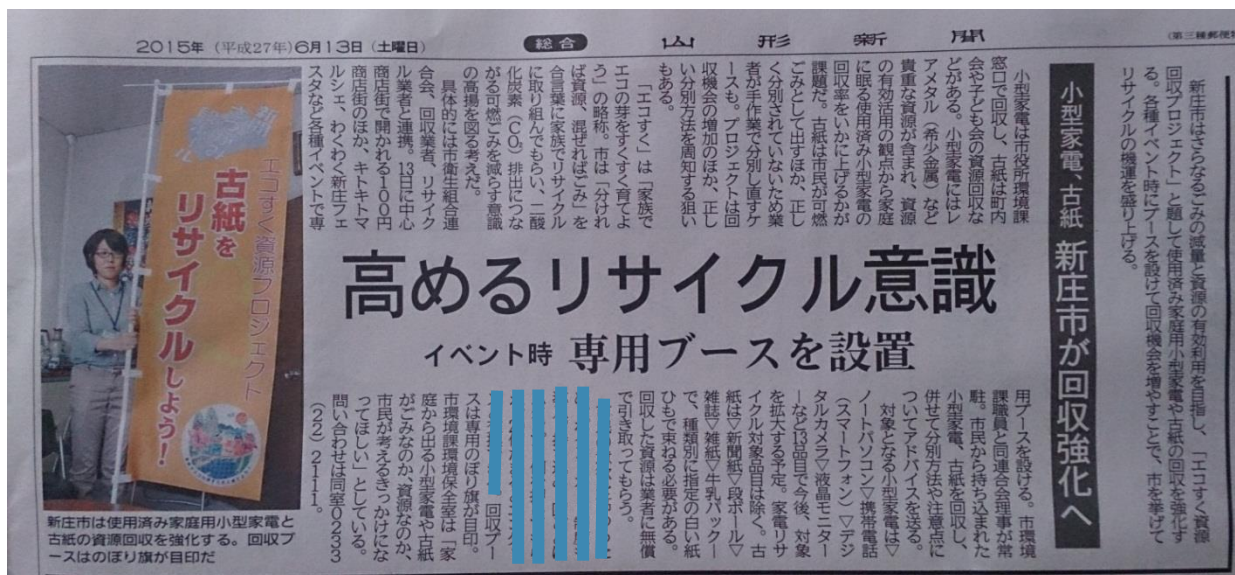 2015年 (平成27年) 6月13日 (土曜日)
総合
山形新聞
(第三種郵便
新庄市はさらなるごみの減量と資源の有効利用を目指し、「エコすく資源
回収プロジェクト」と題して使用済み家庭用小型家電や古紙の回収を強化す
る。各種イベント時にブースを設けて回収機会を増やすことで、市を挙げて
リサイクルの機運を盛り上げる。
小型家電、古紙 新庄市が回収強化へ
高めるリサイクル意識
イベント時 専用ブースを設置
小型家電は市役所環境課
窓口で回収し、古紙は町内
会や子ども会の資源回収な
どがある。小型家電にはレ
アメタル（希少金属）など
貴重な資源が含まれ、資源
の有効活用の観点から家庭
に眠る使用済み小型家電の
回収率をいかに上げるかが
課題だ。古紙は市民が可燃
ごみとして出すほか、正し
く分別されていないため業
者が手作業で分別し直すケ
ースも。プロジェクトは回
収機会の増加のほか、正し
い分別方法を周知する狙い
もある。
「エコすく」は「家族で
エコの芽をすくすく育てよ
う」の略称。市は「分けれ
ば資源、混ぜればごみ」を
合言葉に家族でリサイクル
に取り組んでもらい、二酸
化炭素（CO₂）排出につな
がる可燃ごみを減らす意識
の高揚を図る考えだ。
具体的には市衛生組合連
合会、回収業者、リサイク
ル業者と連携。13日に中心
商店街で開かれる100円
商店街のほか、キトキトマ
ルシェ、わくわく新庄フェ
スタなど各種イベントで専
用ブースを設ける。市環境
課職員と同連合会理事が常
駐。市民から持ち込まれた
小型家電、古紙を回収し、
併せて分別方法や注意点に
ついてアドバイスを送る。
対象となる小型家電は▽
ノートパソコン▽携帯電話
（スマートフォン）▽デジ
タルカメラ▽液晶モニター
ーなど13品目で今後、対象
を拡大する予定。家電リサ
イクル対象品目は除く。古
紙は▽新聞紙▽段ボール▽
雑誌▽雑紙▽牛乳パックー
で、種類別に指定の白い紙
ひもで束ねる必要がある。
回収した資源は業者に無償
で引き取ってもらう。
回収ブー
スは専用ののぼり旗が目印。
市環境課環境保全室は「家
庭から出る小型家電や古紙
がごみなのか、資源なのか、
市民が考えるきっかけにな
ってほしい」としている。
問い合わせは同室0233
(22) 2111。
エコすく資源プロジェクト
古紙を
リサイクルしよう！
新庄市は使用済み家庭用小型家電と
古紙の資源回収を強化する。回収ブ
ースはのぼり旗が目印だ